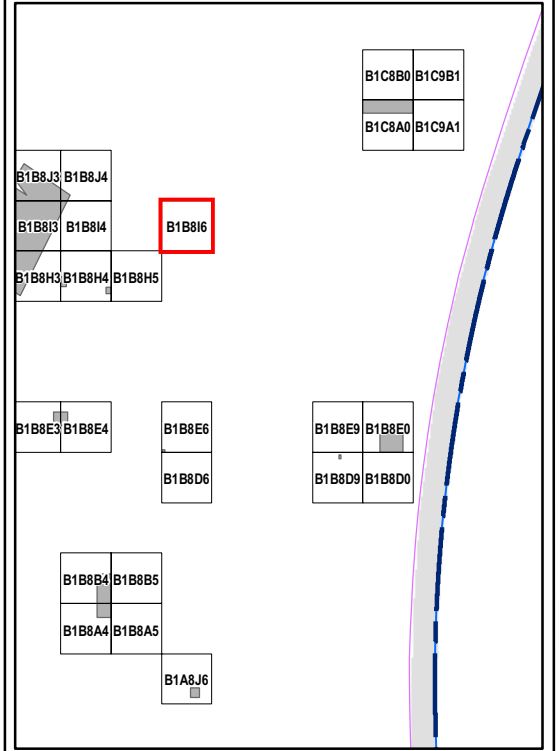 B1C8B0 B1C9B1
B1C8A0 B1C9A1
B1B8J3 B1B8J4
B1B8I3 B1B8I4 B1B8I6
B1B8H3 B1B8H4 B1B8H5
B1B8E3 B1B8E4 B1B8E6 B1B8E9 B1B8E0
B1B8D6 B1B8D9 B1B8D0
B1B8B4 B1B8B5
B1B8A4 B1B8A5
B1A8J6